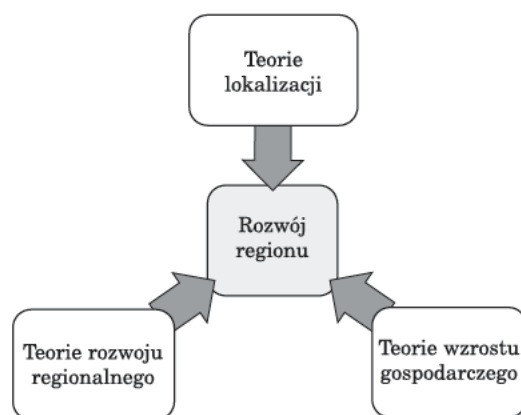 Teorie
lokalizacji
Rozwój
regionu
Teorie rozwoju
regionalnego
Teorie wzrostu
gospodarczego